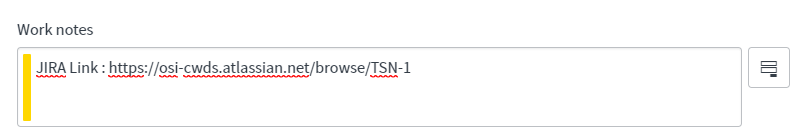 Work notes
JIRA Link : https://osi-cwds.atlassian.net/browse/TSN-1